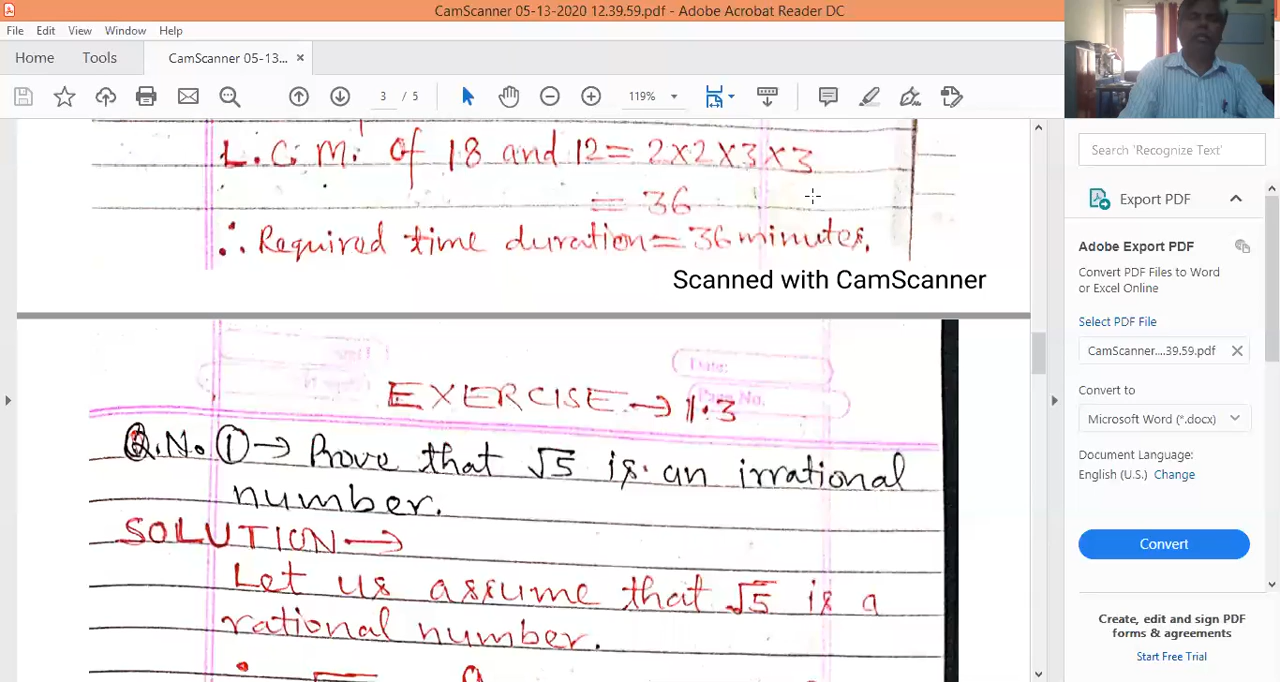 CamScanner 05-13-2020 12.39.59.pdf - Adobe Acrobat Reader DC
File Edit View Window Help
Home Tools CamScanner 05-13... ×
3 / 5 119%
L.C.M. of 18 and 12 = 2×2×3×3
= 36
∴ Required time duration = 36 minutes.
Scanned with CamScanner
Date:
Page No.
EXERCISE → 1.3
Q.N. ① → Prove that √5 is an irrational
number.
SOLUTION →
Let us assume that √5 is a
rational number.
Search 'Recognize Text'
Export PDF
Adobe Export PDF
Convert PDF Files to Word
or Excel Online
Select PDF File
CamScanner....39.59.pdf
Convert to
Microsoft Word (*.docx)
Document Language:
English (U.S.) Change
Convert
Create, edit and sign PDF
forms & agreements
Start Free Trial